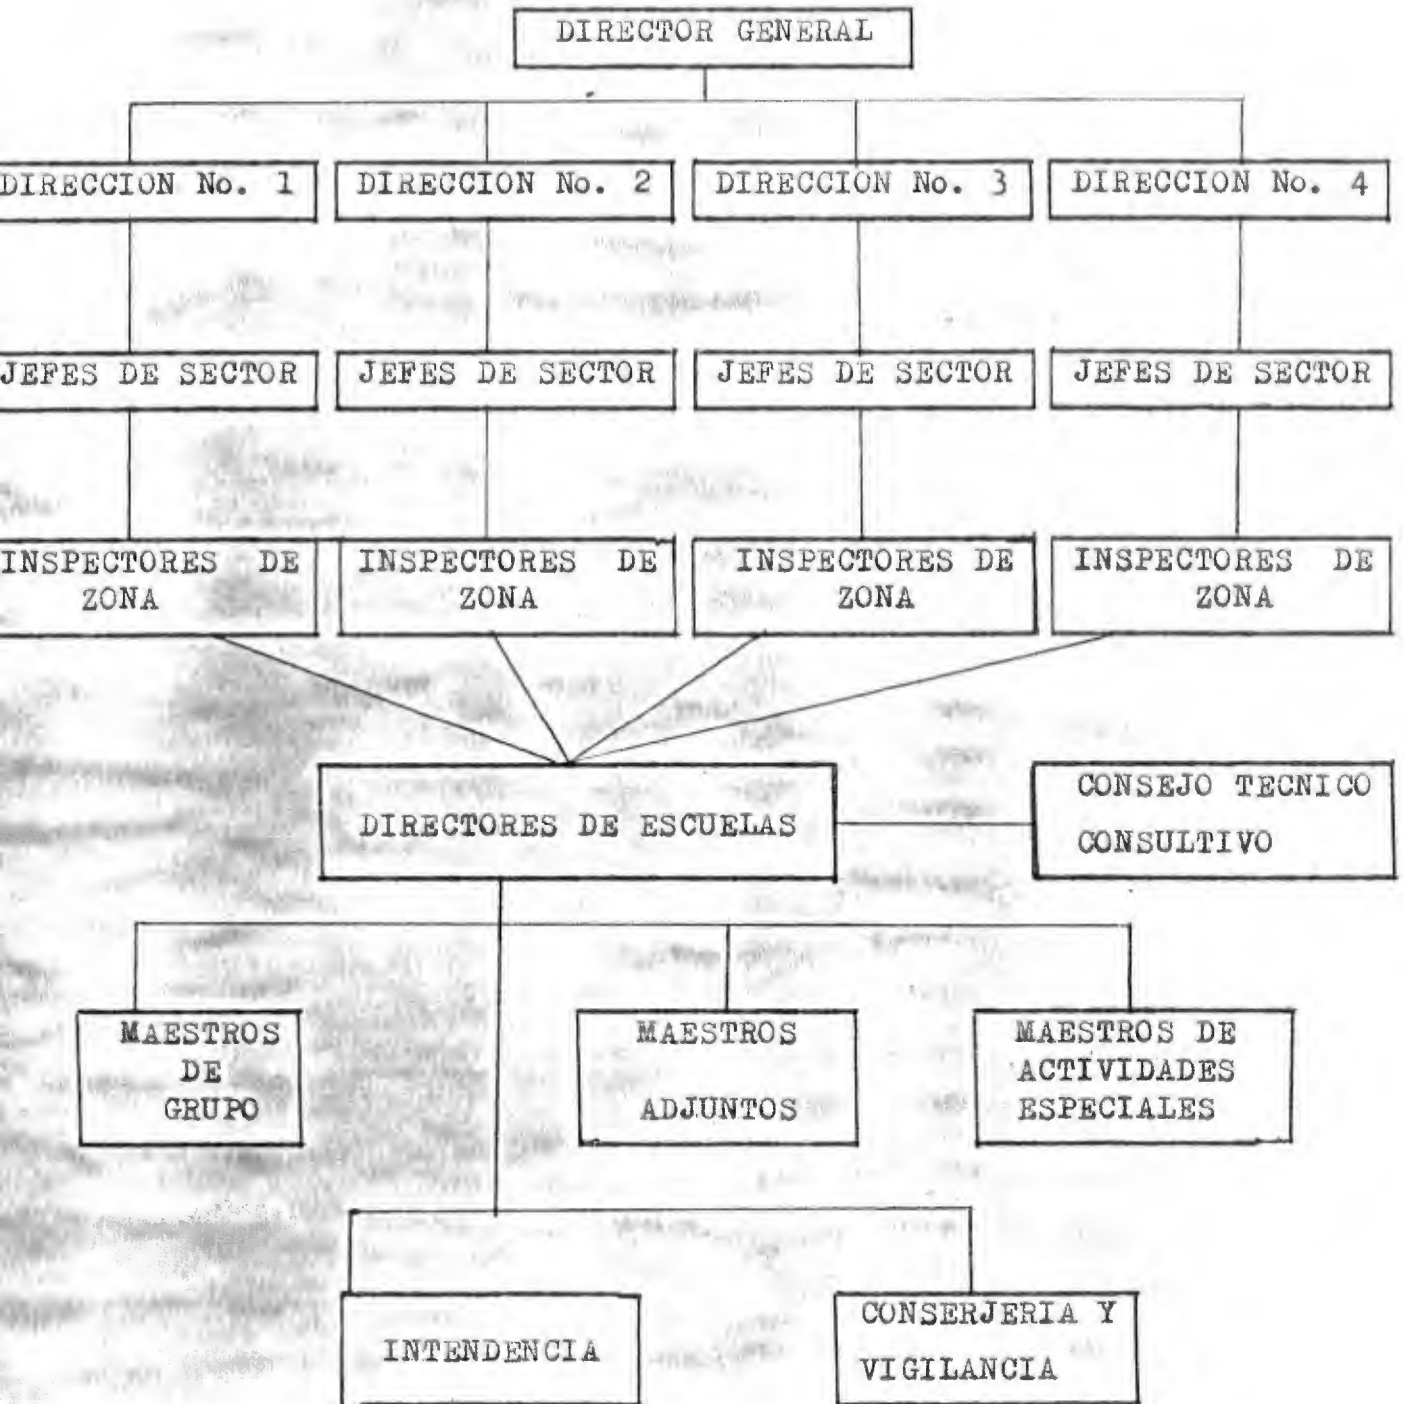 DIRECTOR GENERAL
DIRECCION No. 1
DIRECCION No. 2
DIRECCION No. 3
DIRECCION No. 4
JEFES DE SECTOR
JEFES DE SECTOR
JEFES DE SECTOR
JEFES DE SECTOR
INSPECTORES DE
ZONA
INSPECTORES DE
ZONA
INSPECTORES DE
ZONA
INSPECTORES DE
ZONA
DIRECTORES DE ESCUELAS
CONSEJO TECNICO
CONSULTIVO
MAESTROS
DE
GRUPO
MAESTROS
ADJUNTOS
MAESTROS DE
ACTIVIDADES
ESPECIALES
INTENDENCIA
CONSERJERIA Y
VIGILANCIA